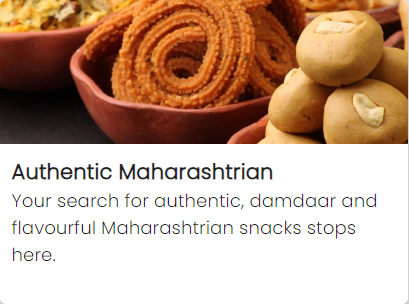 Authentic Maharashtrian
Your search for authentic, damdaar and
flavourful Maharashtrian snacks stops
here.